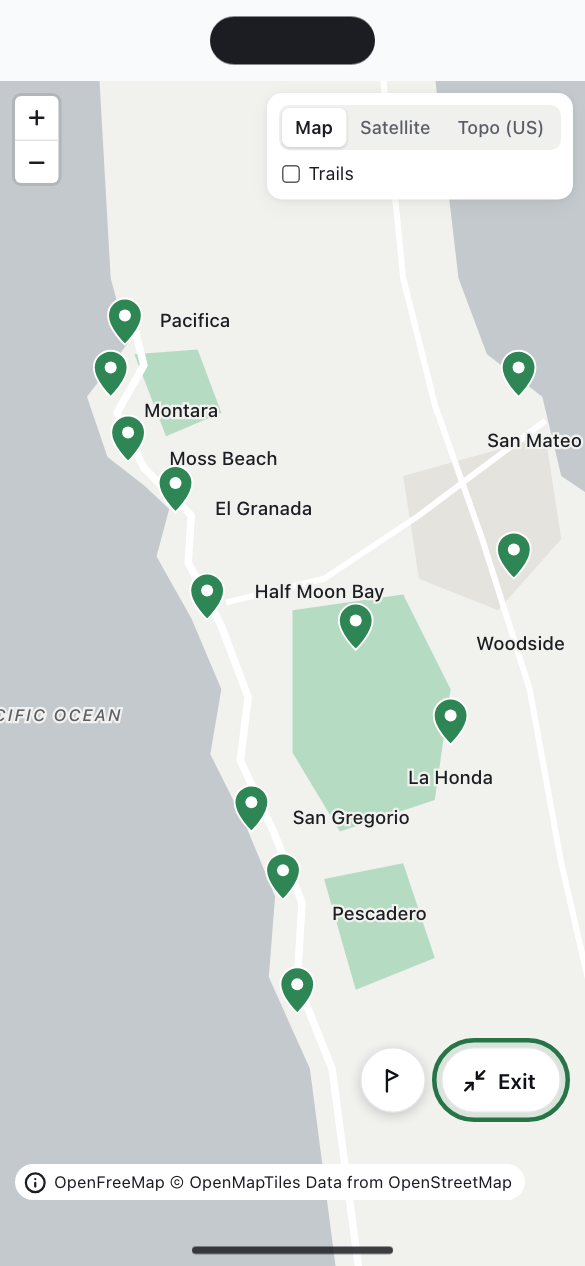 +
−
Map Satellite Topo (US)
Trails
Pacifica
Montara
Moss Beach
San Mateo
El Granada
Half Moon Bay
Woodside
CIFIC OCEAN
La Honda
San Gregorio
Pescadero
Exit
OpenFreeMap © OpenMapTiles Data from OpenStreetMap